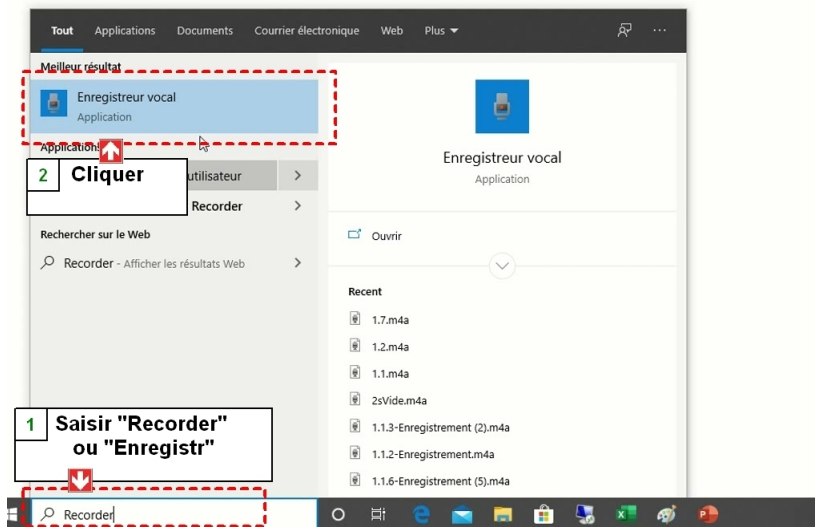 Tout Applications Documents Courrier électronique Web Plus
Meilleur résultat
Enregistreur vocal
Application
Applications
2 Cliquer
utilisateur
Recorder
Rechercher sur le Web
Recorder - Afficher les résultats Web
Enregistreur vocal
Application
Ouvrir
Recent
1.7.m4a
1.2.m4a
1.1.m4a
2sVide.m4a
1.1.3-Enregistrement (2).m4a
1.1.2-Enregistrement.m4a
1.1.6-Enregistrement (5).m4a
1 Saisir "Recorder"
ou "Enregistr"
Recorder